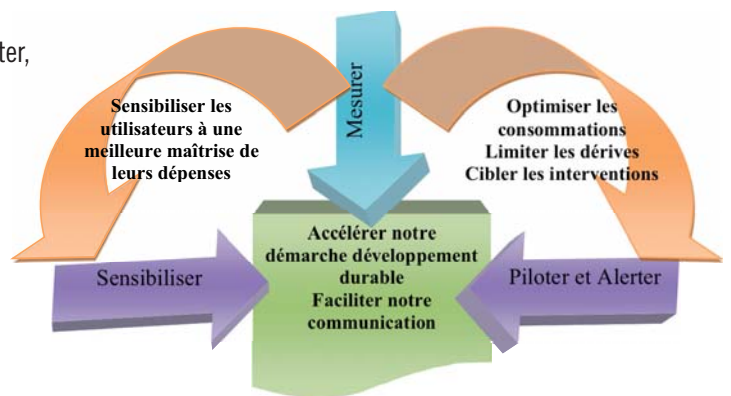 ter,
Mesurer
Sensibiliser les
utilisateurs à une
meilleure maîtrise de
leurs dépenses
Optimiser les
consommations
Limiter les dérives
Cibler les interventions
Sensibiliser
Accélérer notre
démarche développement
durable
Faciliter notre
communication
Piloter et Alerter